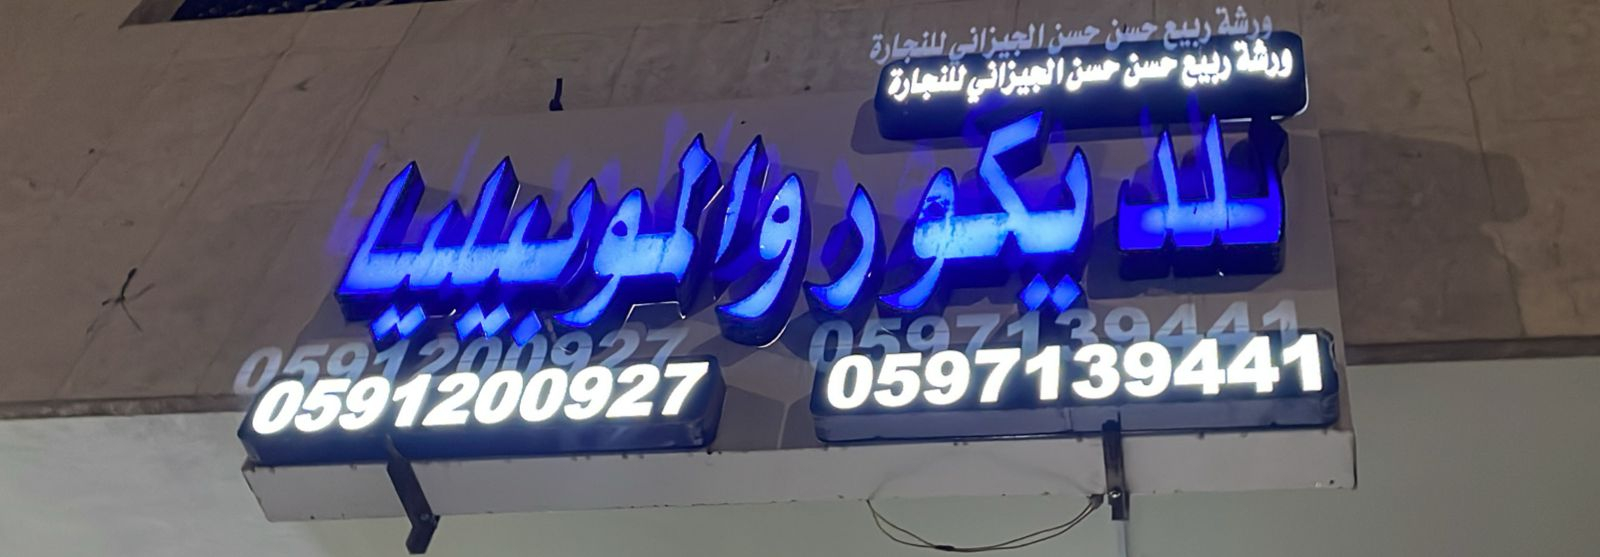 ورشة ربيع حسن حسن الجيزاني للنجارة
للديكور والموبيليا
0591200927
0597139441